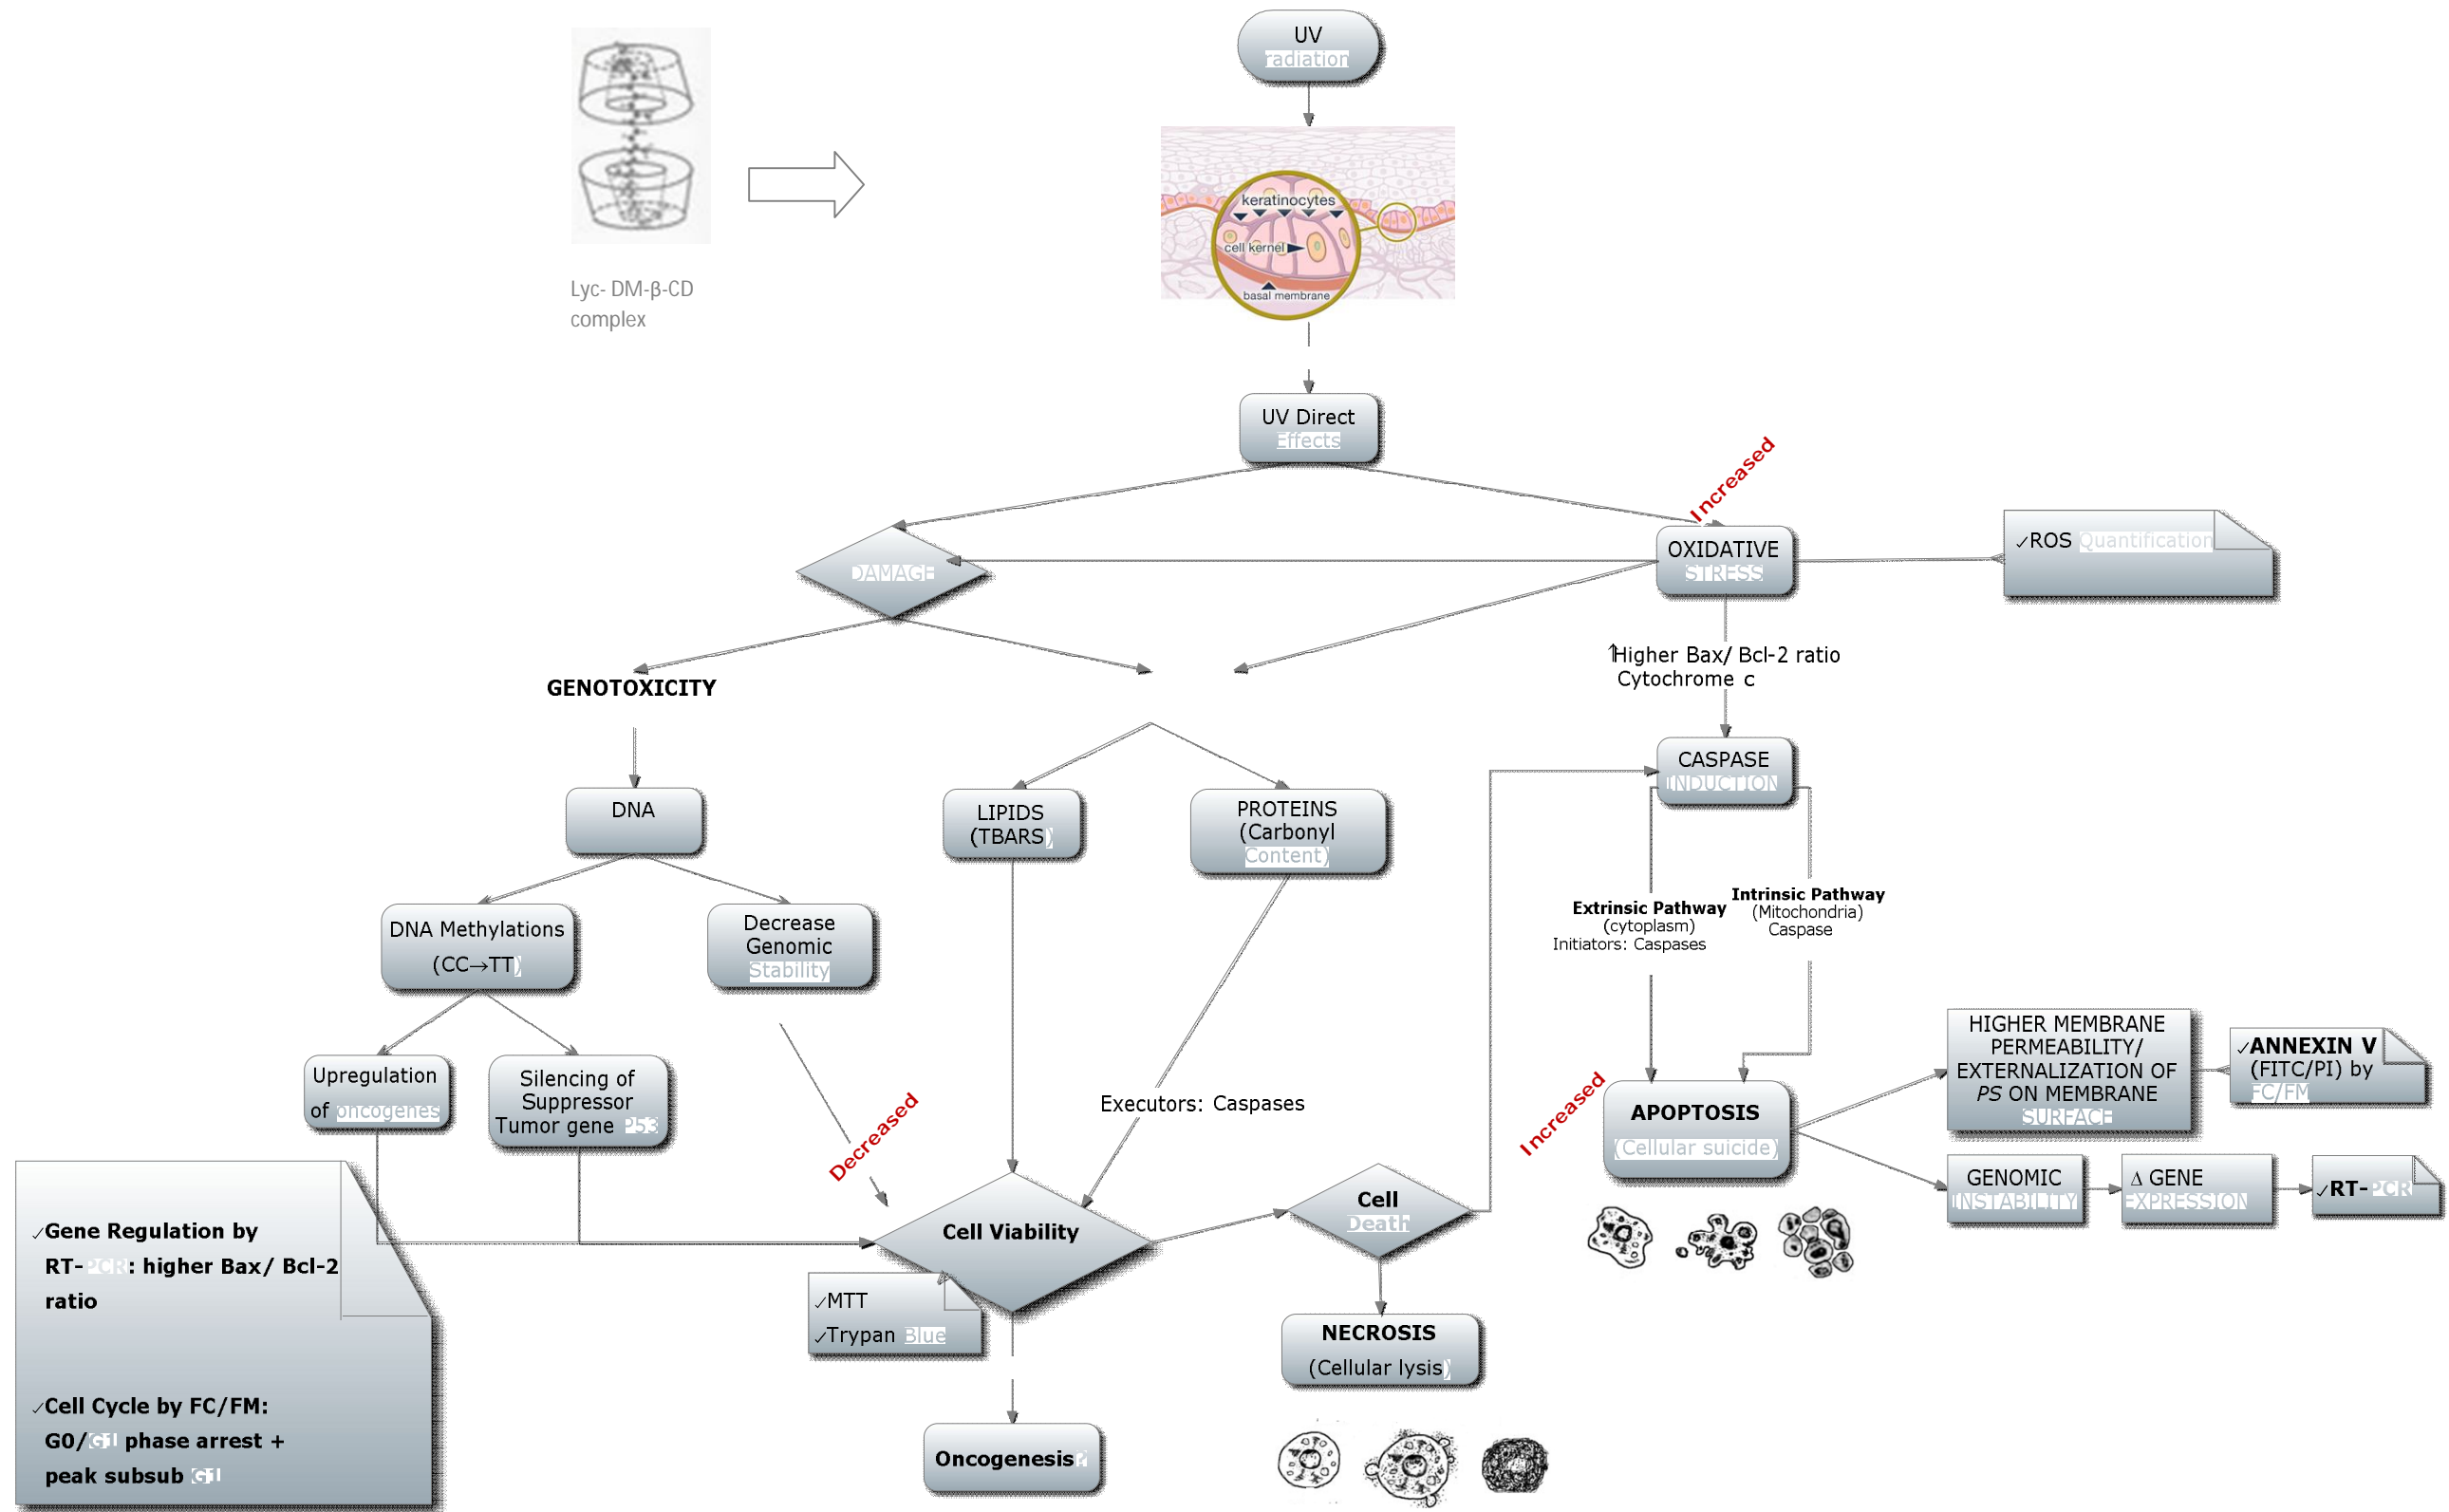 UV
radiation
keratinocytes
cell kernel
basal membrane
Lyc- DM-β-CD
complex
UV Direct
Effects
Increased
DAMAGE
OXIDATIVE
STRESS
✓ROS Quantification
↑Higher Bax/ Bcl-2 ratio
Cytochrome c
GENOTOXICITY
CASPASE
INDUCTION
DNA
LIPIDS
(TBARS)
PROTEINS
(Carbonyl
Content)
Extrinsic Pathway
(cytoplasm)
Initiators: Caspases
Intrinsic Pathway
(Mitochondria)
Caspase
DNA Methylations
(CC→TT)
Decrease
Genomic
Stability
Upregulation
of oncogenes
Silencing of
Suppressor
Tumor gene P53
Decreased
Executors: Caspases
Increased
APOPTOSIS
(Cellular suicide)
HIGHER MEMBRANE
PERMEABILITY/
EXTERNALIZATION OF
PS ON MEMBRANE
SURFACE
✓ANNEXIN V
(FITC/PI) by
FC/FM
GENOMIC
INSTABILITY
Δ GENE
EXPRESSION
✓RT-PCR
✓Gene Regulation by
RT-PCR: higher Bax/ Bcl-2
ratio
✓Cell Cycle by FC/FM:
G0/G1 phase arrest +
peak subsub G1
Cell Viability
✓MTT
✓Trypan Blue
Cell
Death
NECROSIS
(Cellular lysis)
Oncogenesis?